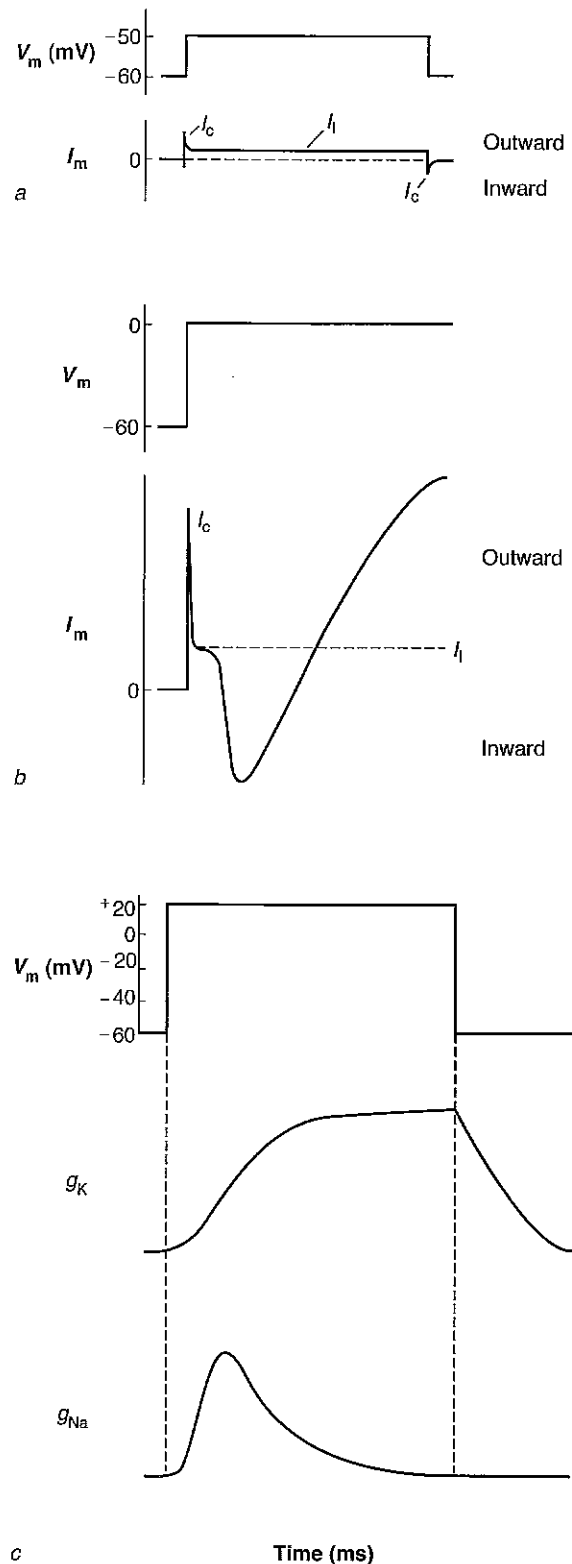 −50
V_m (mV)
−60
I_c
I_l
Outward
I_m
0
I_c
Inward
a
0
V_m
−60
I_c
Outward
I_m
I_l
0
Inward
b
+20
0
V_m (mV)
−20
−40
−60
g_K
g_Na
c
Time (ms)